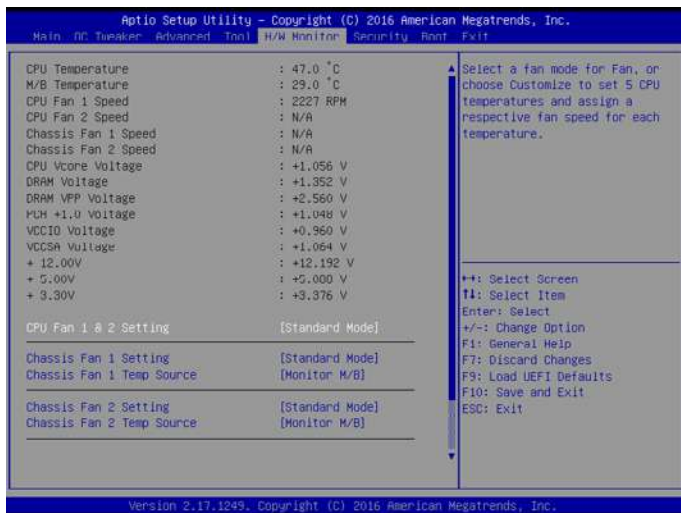 Aptio Setup Utility – Copyright (C) 2016 American Megatrends, Inc.
Main OC Tweaker Advanced Tool H/W Monitor Security Boot Exit
CPU Temperature : 47.0 °C
M/B Temperature : 29.0 °C
CPU Fan 1 Speed : 2227 RPM
CPU Fan 2 Speed : N/A
Chassis Fan 1 Speed : N/A
Chassis Fan 2 Speed : N/A
CPU Vcore Voltage : +1.056 V
DRAM Voltage : +1.352 V
DRAM VPP Voltage : +2.560 V
PCH +1.0 Voltage : +1.048 V
VCCIO Voltage : +0.960 V
VCCSA Voltage : +1.064 V
+ 12.00V : +12.192 V
+ 5.00V : +5.000 V
+ 3.30V : +3.376 V
CPU Fan 1 & 2 Setting [Standard Mode]
Chassis Fan 1 Setting [Standard Mode]
Chassis Fan 1 Temp Source [Monitor M/B]
Chassis Fan 2 Setting [Standard Mode]
Chassis Fan 2 Temp Source [Monitor M/B]
Select a fan mode for Fan, or
choose Customize to set 5 CPU
temperatures and assign a
respective fan speed for each
temperature.
↔: Select Screen
↑↓: Select Item
Enter: Select
+/-: Change Option
F1: General Help
F7: Discard Changes
F9: Load UEFI Defaults
F10: Save and Exit
ESC: Exit
Version 2.17.1249. Copyright (C) 2016 American Megatrends, Inc.